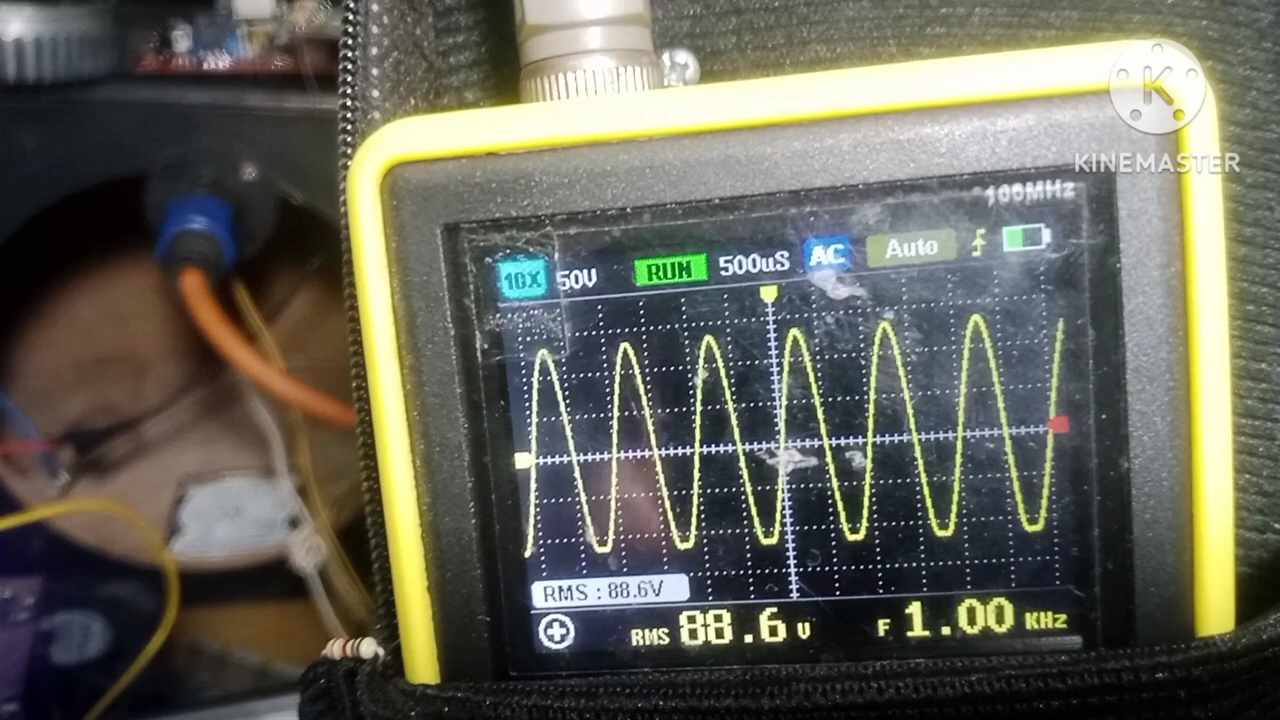 K
KINEMASTER
100MHz
10X 50V RUN 500uS AC Auto
RMS : 88.6V
RMS 88.6 V F 1.00 KHz